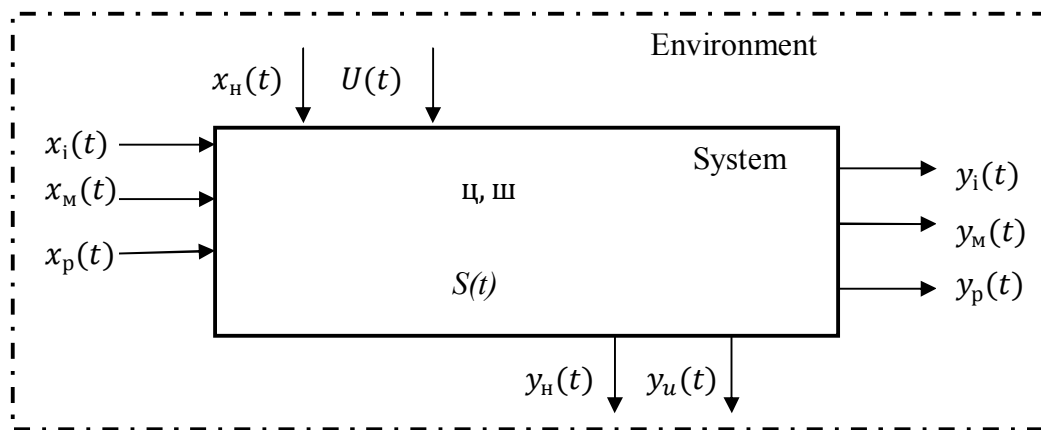 Environment
xн(t) U(t)
xi(t)
System
yi(t)
xм(t)
ц, ш
yм(t)
xр(t)
S(t)
yр(t)
yн(t) yu(t)